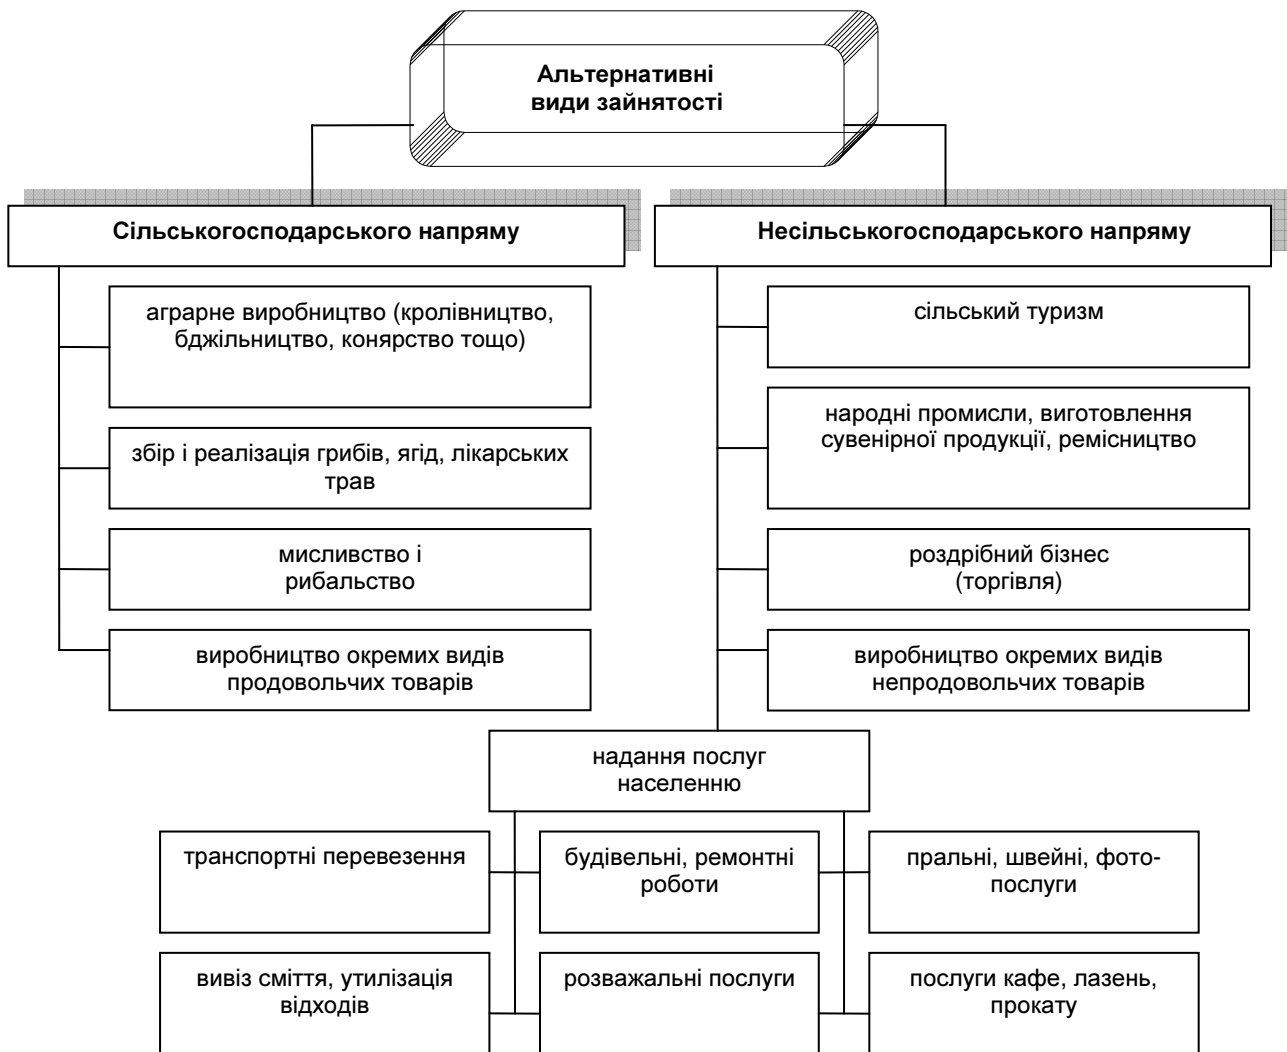 Альтернативні
види зайнятості
Сільськогосподарського напряму
Несільськогосподарського напряму
аграрне виробництво (кролівництво,
бджільництво, конярство тощо)
збір і реалізація грибів, ягід, лікарських
трав
мисливство і
рибальство
виробництво окремих видів
продовольчих товарів
сільський туризм
народні промисли, виготовлення
сувенірної продукції, ремісництво
роздрібний бізнес
(торгівля)
виробництво окремих видів
непродовольчих товарів
надання послуг
населенню
транспортні перевезення
будівельні, ремонтні
роботи
пральні, швейні, фото-
послуги
вивіз сміття, утилізація
відходів
розважальні послуги
послуги кафе, лазень,
прокату